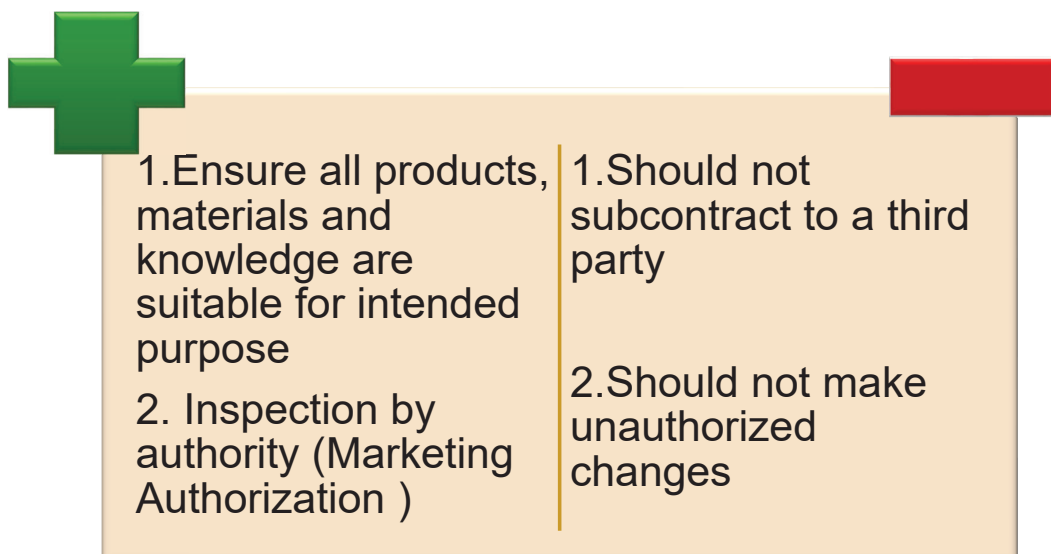 1.Ensure all products,
materials and
knowledge are
suitable for intended
purpose
2. Inspection by
authority (Marketing
Authorization )
1.Should not
subcontract to a third
party
2.Should not make
unauthorized
changes